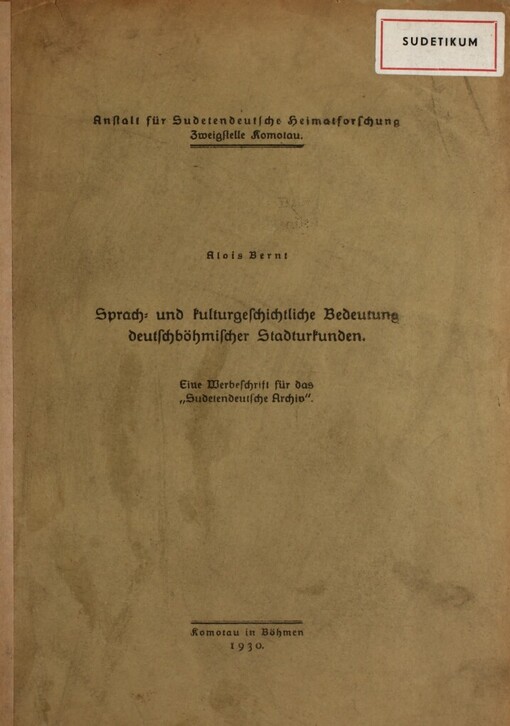 SUDETIKUM
Anstalt für Sudetendeutsche Heimatforschung
Zweigstelle Komotau.
Alois Bernt
Sprach- und kulturgeschichtliche Bedeutung
deutschböhmischer Stadturkunden.
Eine Werbeschrift für das
„Sudetendeutsche Archiv“.
Komotau in Böhmen
1930.